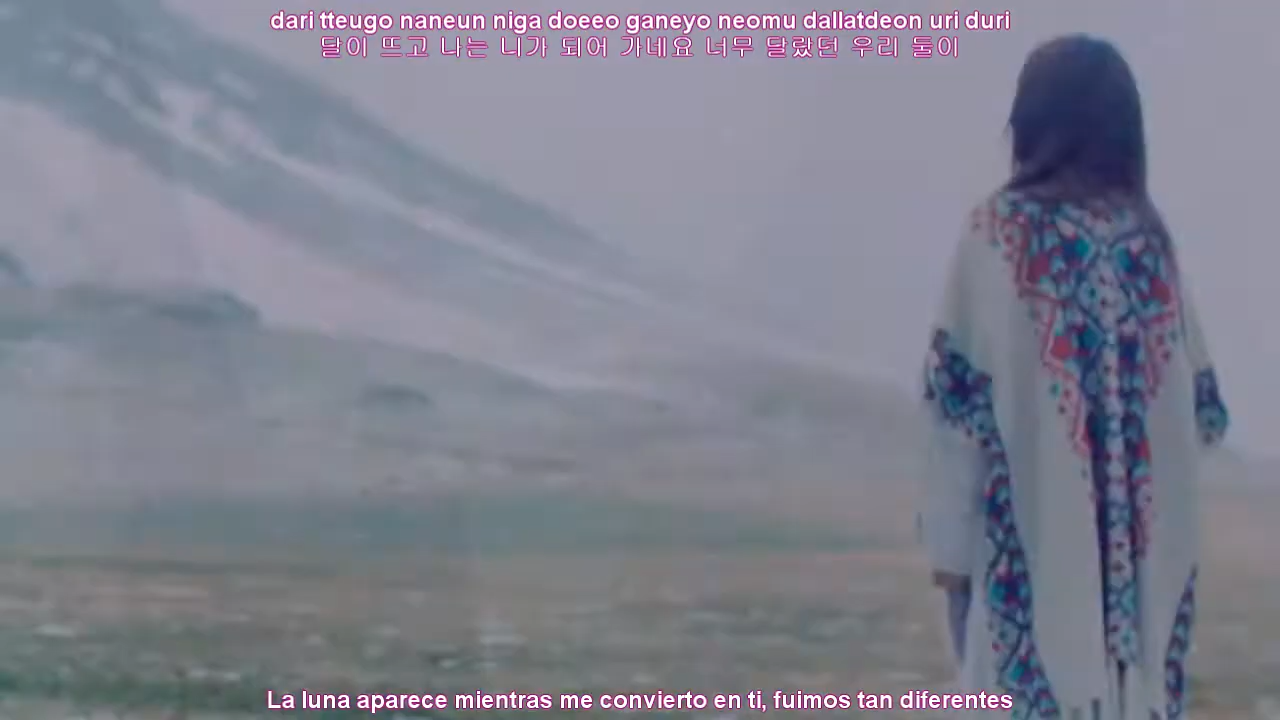 dari tteugo naneun niga doeeo ganeyo neomu dallatdeon uri duri
달이 뜨고 나는 니가 되어 가네요 너무 달랐던 우리 둘이
La luna aparece mientras me convierto en ti, fuimos tan diferentes